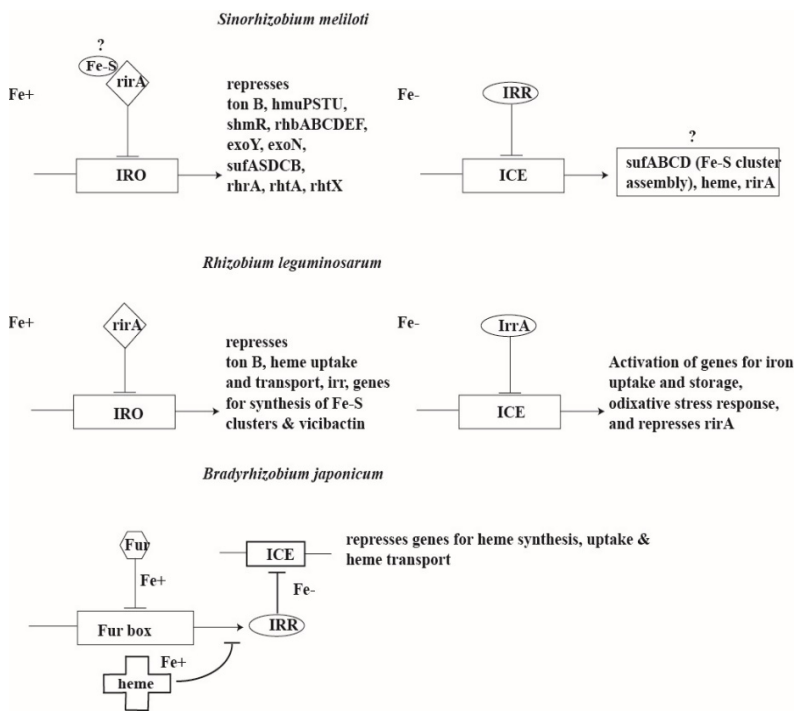 Sinorhizobium meliloti
?
Fe-S
rirA
Fe+
IRO
represses
ton B, hmuPSTU,
shmR, rhbABCDEF,
exoY, exoN,
sufASDCB,
rhrA, rhtA, rhtX
Fe-
IRR
ICE
?
sufABCD (Fe-S cluster
assembly), heme, rirA
Rhizobium leguminosarum
Fe+
rirA
IRO
represses
ton B, heme uptake
and transport, irr, genes
for synthesis of Fe-S
clusters & vicibactin
Fe-
IrrA
ICE
Activation of genes for iron
uptake and storage,
odixative stress response,
and represses rirA
Bradyrhizobium japonicum
Fur
Fe+
Fur box
Fe+
heme
ICE
Fe-
IRR
represses genes for heme synthesis, uptake &
heme transport